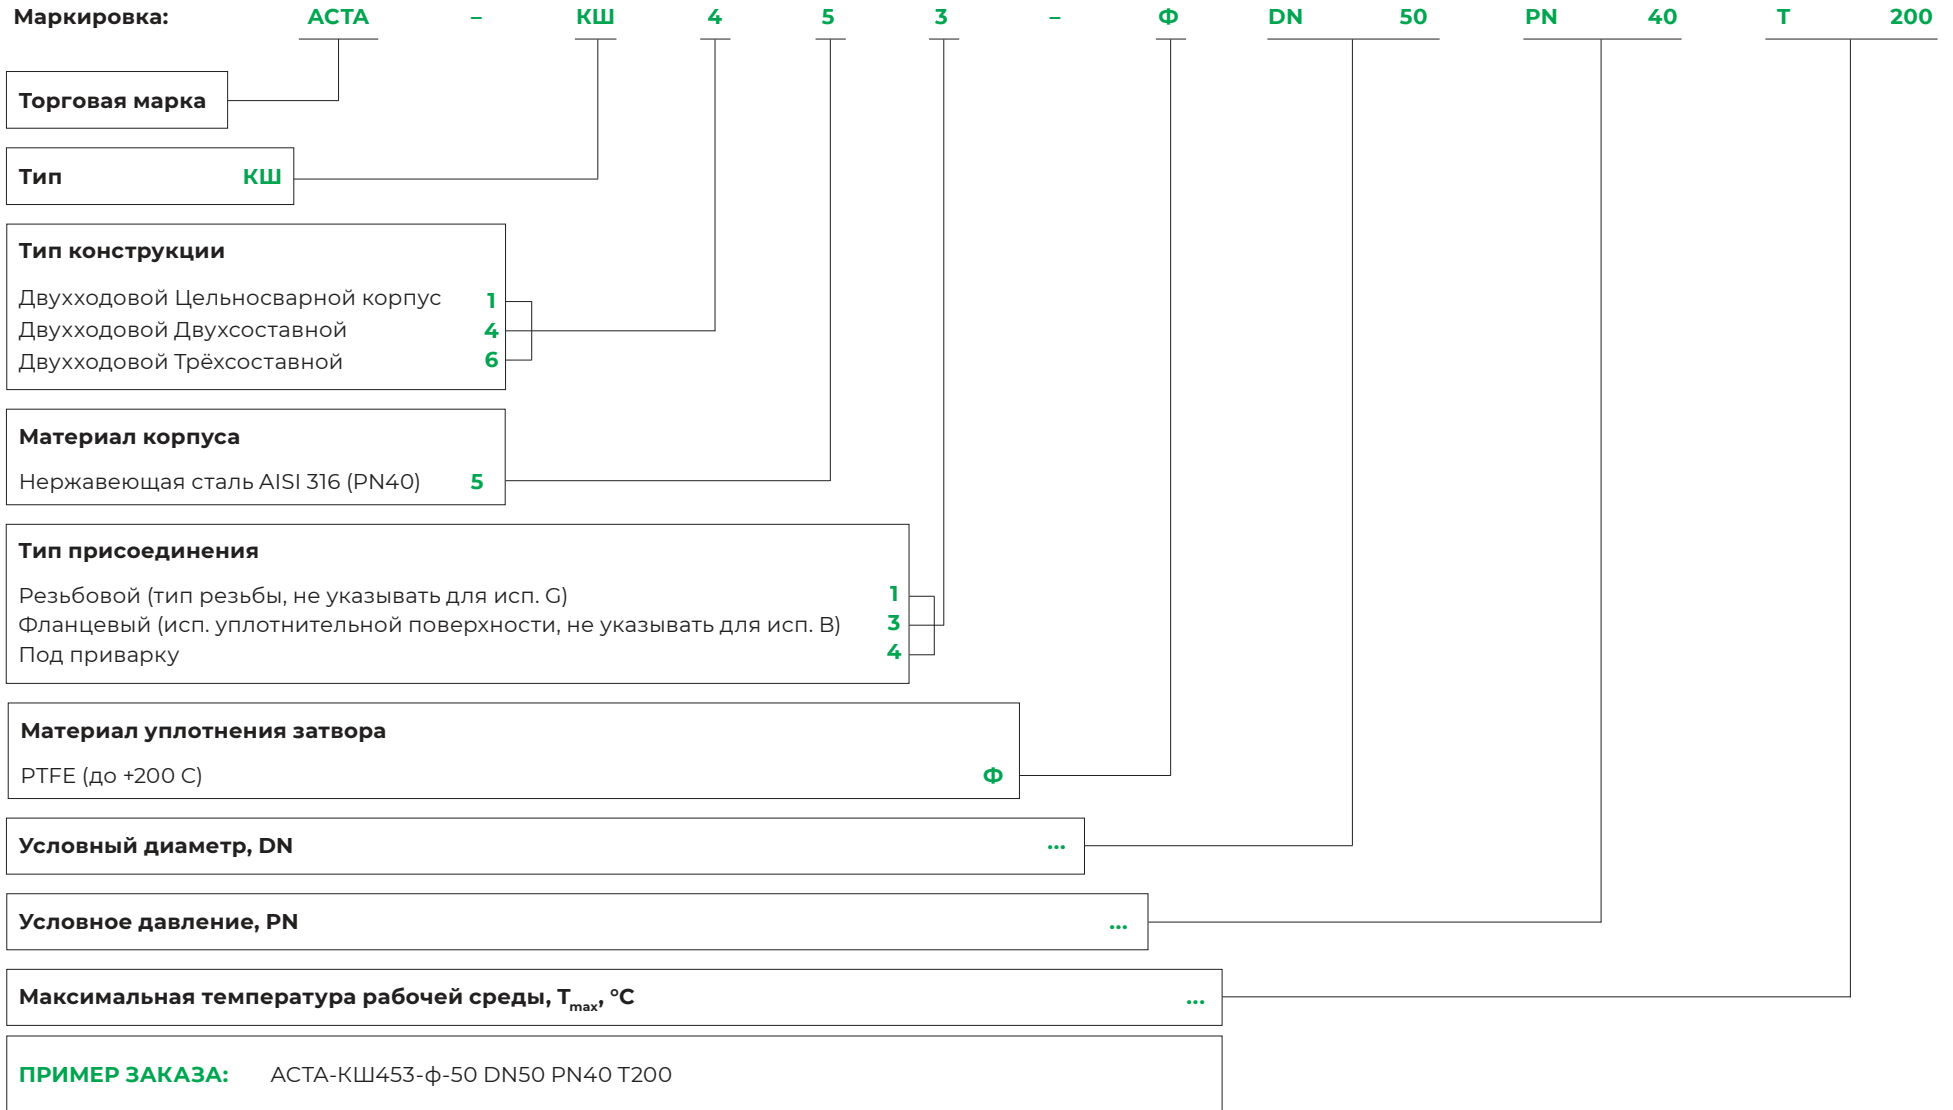 Маркировка: АСТА – КШ 4 5 3 – Ф DN 50 PN 40 Т 200
Торговая марка
Тип КШ
Тип конструкции
Двухходовой Цельносварной корпус 1
Двухходовой Двухсоставной 4
Двухходовой Трёхсоставной 6
Материал корпуса
Нержавеющая сталь AISI 316 (PN40) 5
Тип присоединения
Резьбовой (тип резьбы, не указывать для исп. G) 1
Фланцевый (исп. уплотнительной поверхности, не указывать для исп. В) 3
Под приварку 4
Материал уплотнения затвора
PTFE (до +200 С) Ф
Условный диаметр, DN ...
Условное давление, PN ...
Максимальная температура рабочей среды, Tmax, °С ...
ПРИМЕР ЗАКАЗА: АСТА-КШ453-ф-50 DN50 PN40 Т200